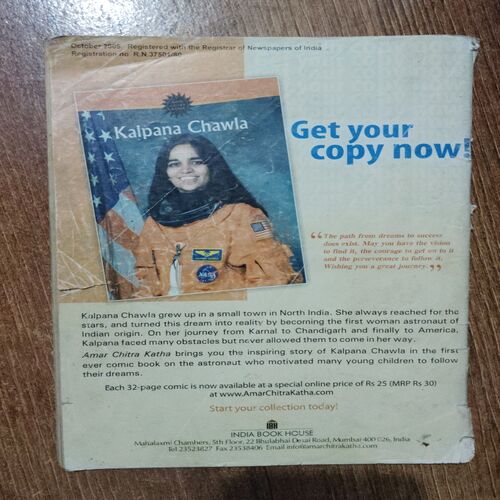 October 2005. Registered with the Registrar of Newspapers of India
Registration no. R.N.37501/80
Kalpana Chawla
Get your
copy now
“The path from dreams to success
does exist. May you have the vision
to find it, the courage to get on to it
and the perseverance to follow it.
Wishing you a great journey.”
NASA
Kalpana Chawla grew up in a small town in North India. She always reached for the
stars, and turned this dream into reality by becoming the first woman astronaut of
Indian origin. On her journey from Karnal to Chandigarh and finally to America,
Kalpana faced many obstacles but never allowed them to come in her way.
Amar Chitra Katha brings you the inspiring story of Kalpana Chawla in the first
ever comic book on the astronaut who motivated many young children to follow
their dreams.
Each 32-page comic is now available at a special online price of Rs 25 (MRP Rs 30)
at www.AmarChitraKatha.com
Start your collection today!
INDIA BOOK HOUSE
Mahalaxmi Chambers, 5th Floor, 22 Bhulabhai Desai Road, Mumbai 400 026, India
Tel 23523827 Fax 23538406 Email info@amarchitrakatha.com